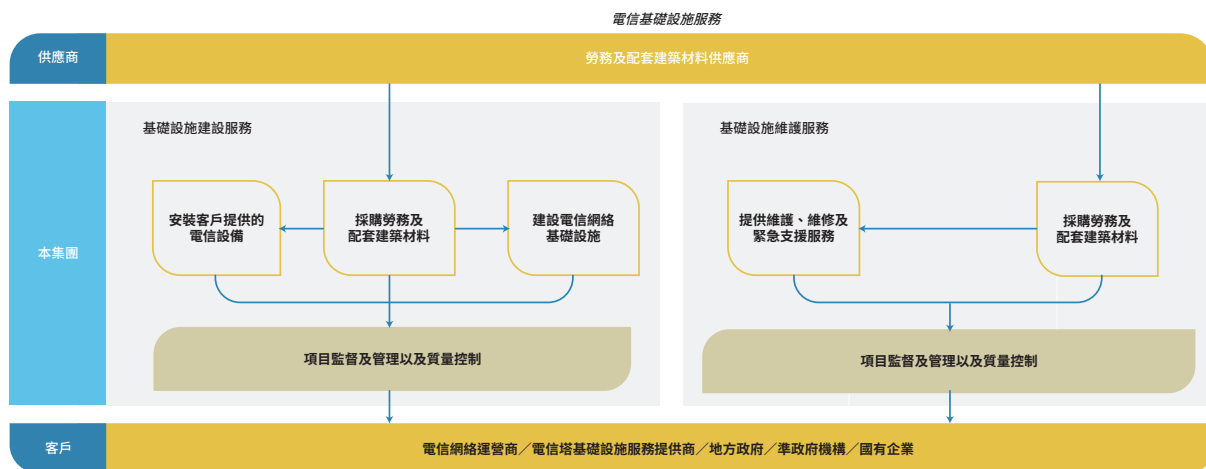 電信基礎設施服務
供應商
勞務及配套建築材料供應商
本集團
基礎設施建設服務
安裝客戶提供的
電信設備
採購勞務及
配套建築材料
建設電信網絡
基礎設施
項目監督及管理以及質量控制
基礎設施維護服務
提供維護、維修及
緊急支援服務
採購勞務及
配套建築材料
項目監督及管理以及質量控制
客戶
電信網絡運營商／電信塔基礎設施服務提供商／地方政府／準政府機構／國有企業